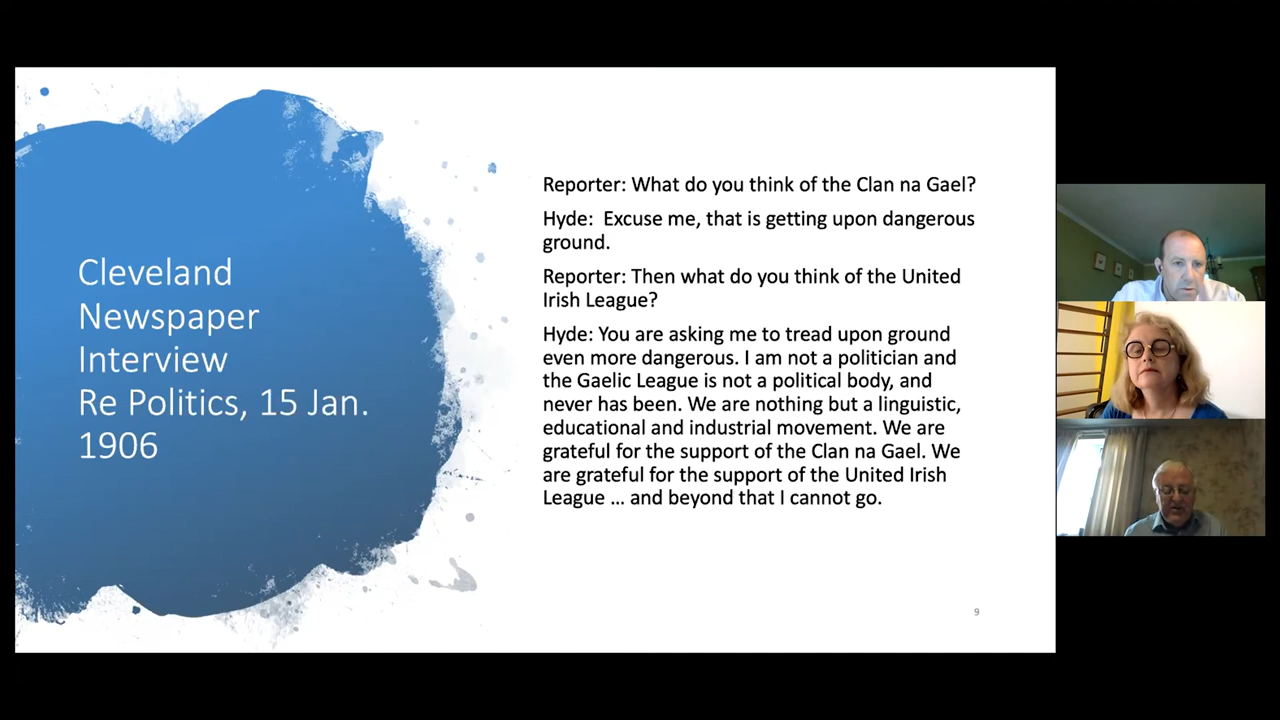 Cleveland
Newspaper
Interview
Re Politics, 15 Jan.
1906
Reporter: What do you think of the Clan na Gael?
Hyde:  Excuse me, that is getting upon dangerous
ground.
Reporter: Then what do you think of the United
Irish League?
Hyde: You are asking me to tread upon ground
even more dangerous. I am not a politician and
the Gaelic League is not a political body, and
never has been. We are nothing but a linguistic,
educational and industrial movement. We are
grateful for the support of the Clan na Gael. We
are grateful for the support of the United Irish
League … and beyond that I cannot go.
9